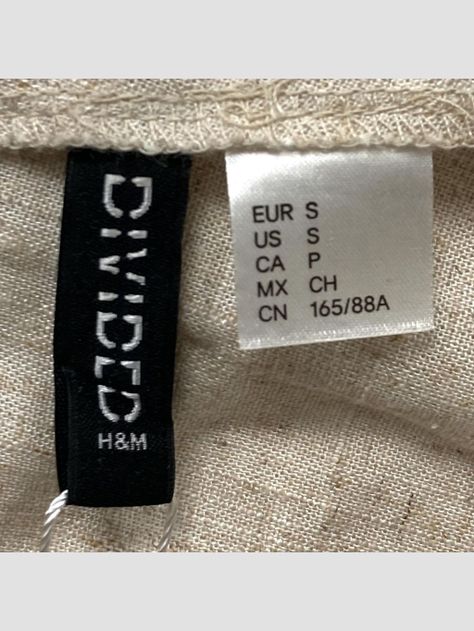 DIVIDED
H&M
EUR S
US S
CA P
MX CH
CN 165/88A